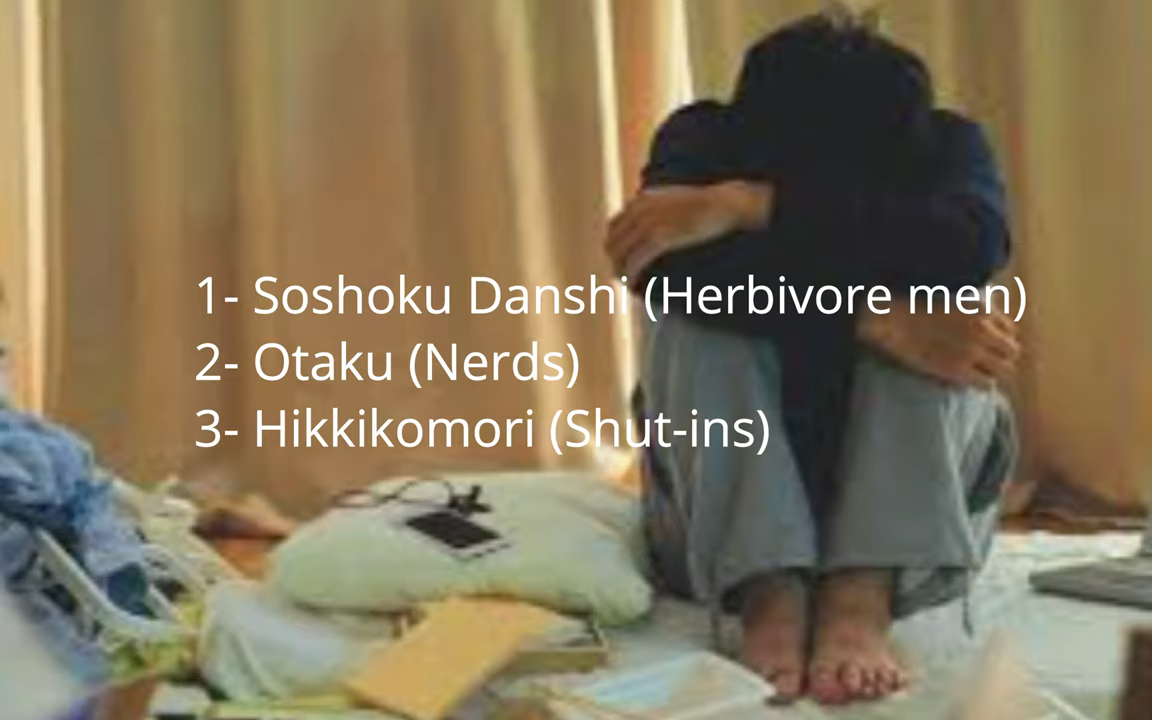 1- Soshoku Danshi (Herbivore men)
2- Otaku (Nerds)
3- Hikkikomori (Shut-ins)